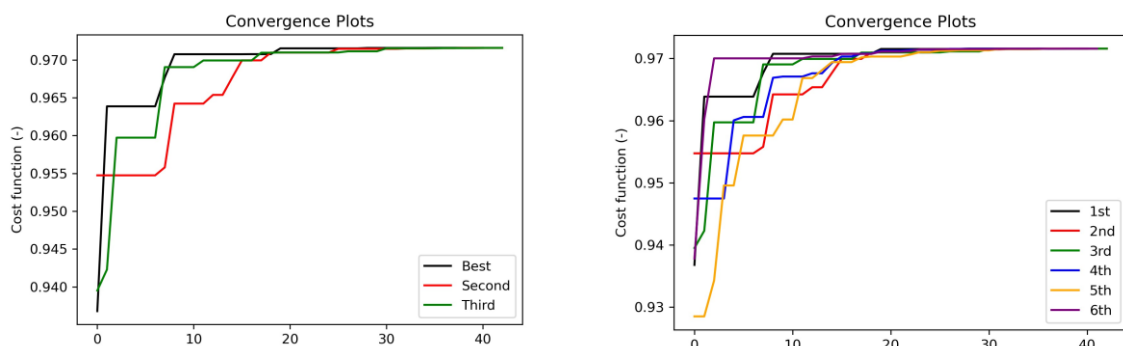 Convergence Plots
Cost function (-)
0.970
0.965
0.960
0.955
0.950
0.945
0.940
0 10 20 30 40
Best
Second
Third
Convergence Plots
Cost function (-)
0.97
0.96
0.95
0.94
0.93
0 10 20 30 40
1st
2nd
3rd
4th
5th
6th